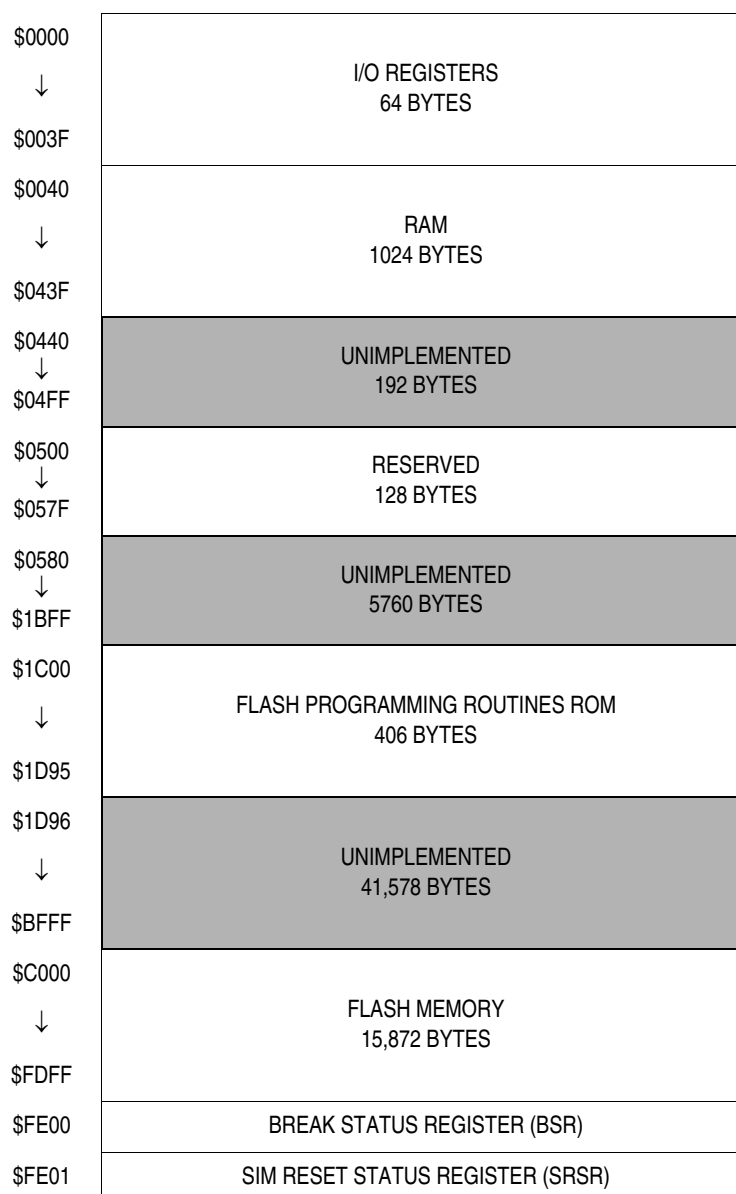 $0000
↓
$003F
I/O REGISTERS
64 BYTES
$0040
↓
$043F
RAM
1024 BYTES
$0440
↓
$04FF
UNIMPLEMENTED
192 BYTES
$0500
↓
$057F
RESERVED
128 BYTES
$0580
↓
$1BFF
UNIMPLEMENTED
5760 BYTES
$1C00
↓
$1D95
FLASH PROGRAMMING ROUTINES ROM
406 BYTES
$1D96
↓
$BFFF
UNIMPLEMENTED
41,578 BYTES
$C000
↓
$FDFF
FLASH MEMORY
15,872 BYTES
$FE00 BREAK STATUS REGISTER (BSR)
$FE01 SIM RESET STATUS REGISTER (SRSR)